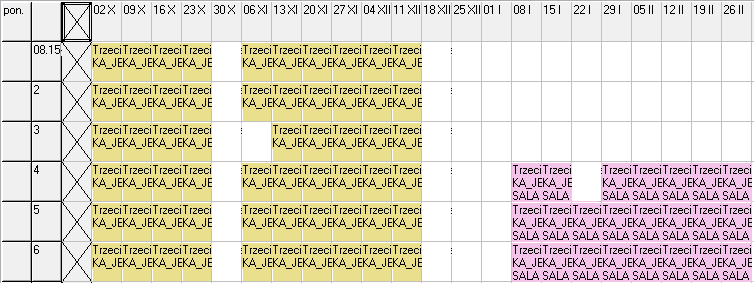 pon. 02 X 09 X 16 X 23 X 30 X 06 XI 13 XI 20 XI 27 XI 04 XII 11 XII 18 XII 25 XII 01 I 08 I 15 I 22 I 29 I 05 II 12 II 19 II 26 II
08.15 Trzeci Trzeci Trzeci Trzeci Trzeci Trzeci Trzeci Trzeci Trzeci Trzeci
KA_JE KA_JE KA_JE KA_JE KA_JE KA_JE KA_JE KA_JE KA_JE KA_JE
2 Trzeci Trzeci Trzeci Trzeci Trzeci Trzeci Trzeci Trzeci Trzeci Trzeci
KA_JE KA_JE KA_JE KA_JE KA_JE KA_JE KA_JE KA_JE KA_JE KA_JE
3 Trzeci Trzeci Trzeci Trzeci Trzeci Trzeci Trzeci Trzeci Trzeci
KA_JE KA_JE KA_JE KA_JE KA_JE KA_JE KA_JE KA_JE KA_JE
4 Trzeci Trzeci Trzeci Trzeci Trzeci Trzeci Trzeci Trzeci Trzeci Trzeci Trzeci Trzeci Trzeci Trzeci Trzeci Trzeci Trzeci
KA_JE KA_JE KA_JE KA_JE KA_JE KA_JE KA_JE KA_JE KA_JE KA_JE KA_JE KA_JE KA_JE KA_JE KA_JE KA_JE KA_JE
SALA SALA SALA SALA SALA SALA SALA
5 Trzeci Trzeci Trzeci Trzeci Trzeci Trzeci Trzeci Trzeci Trzeci Trzeci Trzeci Trzeci Trzeci Trzeci Trzeci Trzeci Trzeci Trzeci
KA_JE KA_JE KA_JE KA_JE KA_JE KA_JE KA_JE KA_JE KA_JE KA_JE KA_JE KA_JE KA_JE KA_JE KA_JE KA_JE KA_JE KA_JE
SALA SALA SALA SALA SALA SALA SALA SALA
6 Trzeci Trzeci Trzeci Trzeci Trzeci Trzeci Trzeci Trzeci Trzeci Trzeci Trzeci Trzeci Trzeci Trzeci Trzeci Trzeci Trzeci Trzeci
KA_JE KA_JE KA_JE KA_JE KA_JE KA_JE KA_JE KA_JE KA_JE KA_JE KA_JE KA_JE KA_JE KA_JE KA_JE KA_JE KA_JE KA_JE
SALA SALA SALA SALA SALA SALA SALA SALA